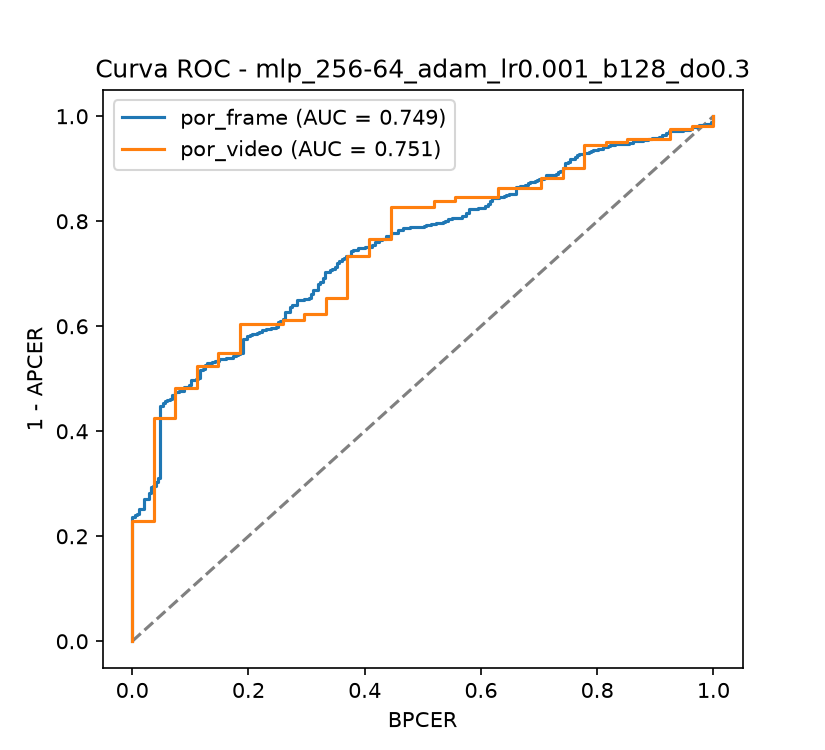 Curva ROC - mlp_256-64_adam_lr0.001_b128_do0.3
por_frame (AUC = 0.749)
por_video (AUC = 0.751)
1.0
0.8
0.6
0.4
0.2
0.0
1 - APCER
0.0 0.2 0.4 0.6 0.8 1.0
BPCER